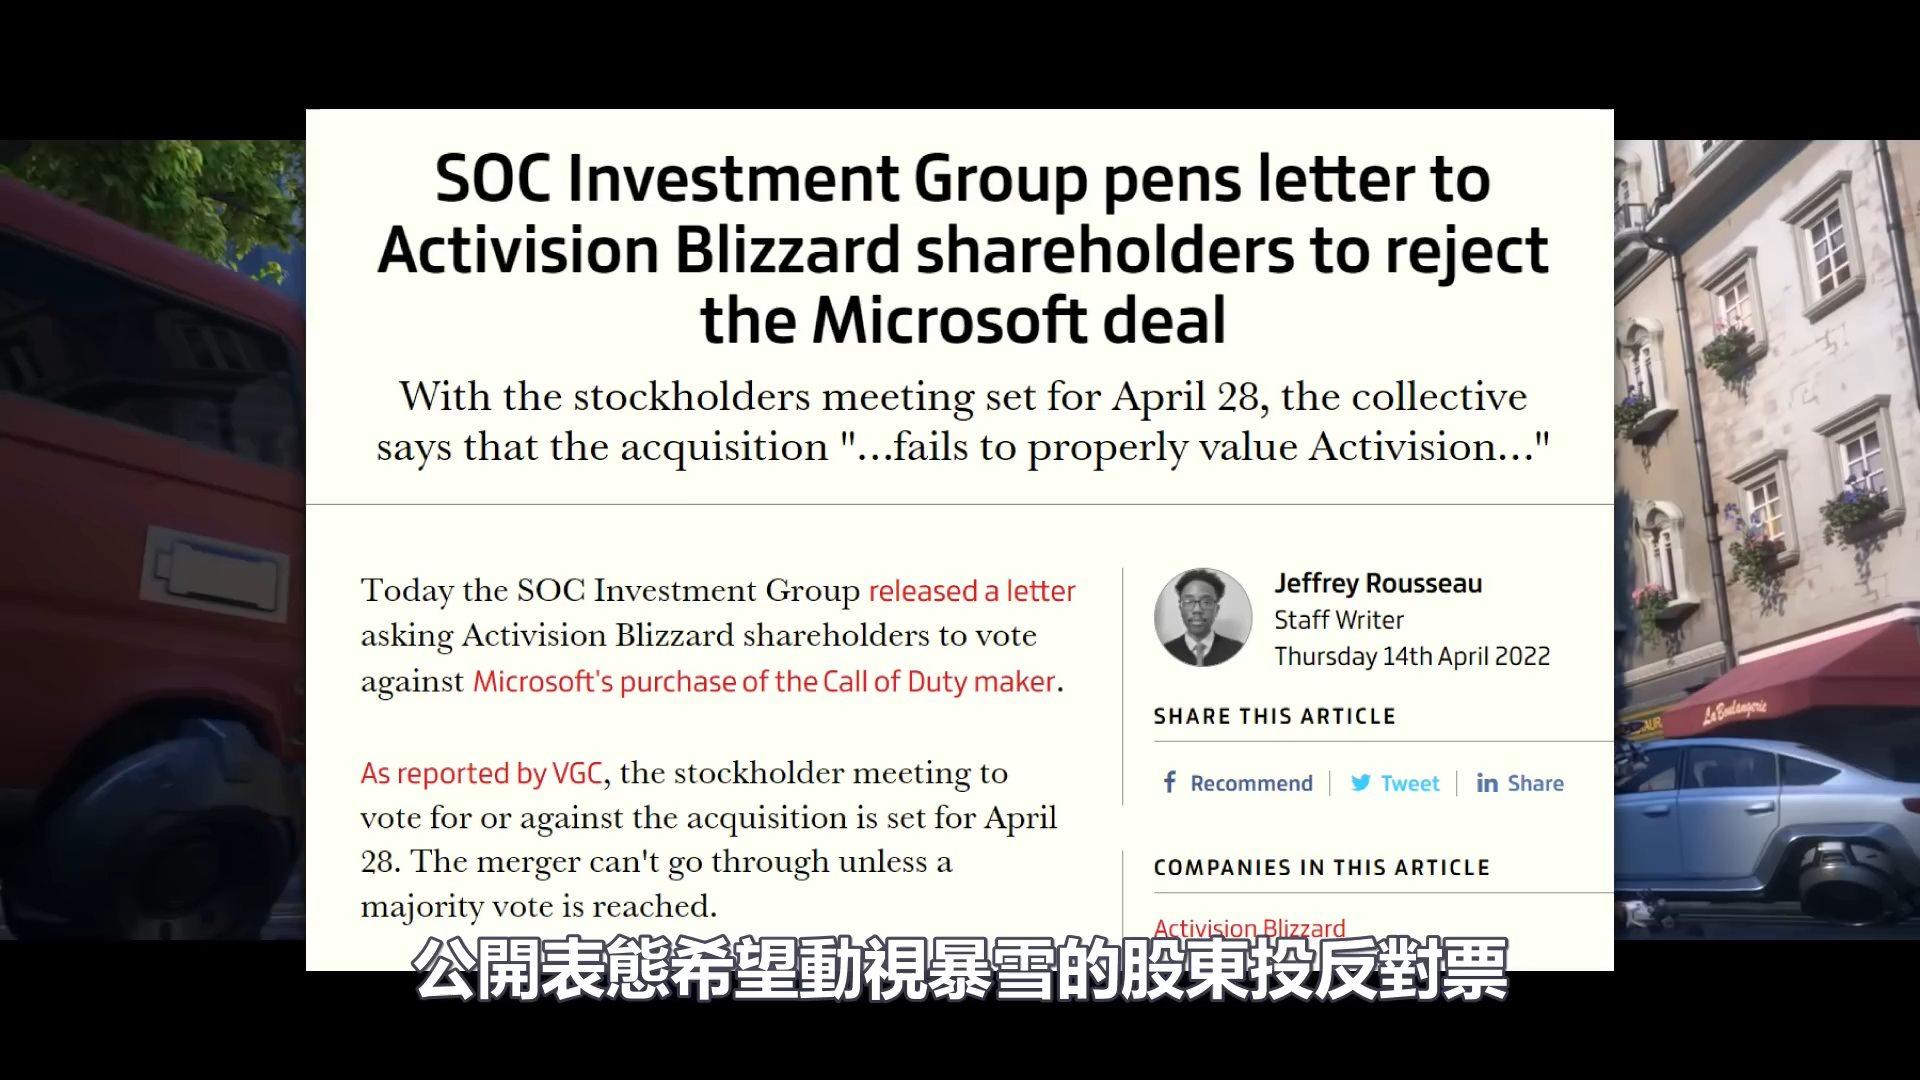 SOC Investment Group pens letter to
Activision Blizzard shareholders to reject
the Microsoft deal
With the stockholders meeting set for April 28, the collective
says that the acquisition "...fails to properly value Activision..."
Today the SOC Investment Group released a letter
asking Activision Blizzard shareholders to vote
against Microsoft's purchase of the Call of Duty maker.
As reported by VGC, the stockholder meeting to
vote for or against the acquisition is set for April
28. The merger can't go through unless a
majority vote is reached.
Jeffrey Rousseau
Staff Writer
Thursday 14th April 2022
SHARE THIS ARTICLE
Recommend
Tweet
Share
COMPANIES IN THIS ARTICLE
Activision Blizzard
La Boulangerie
公開表態希望動視暴雪的股東投反對票